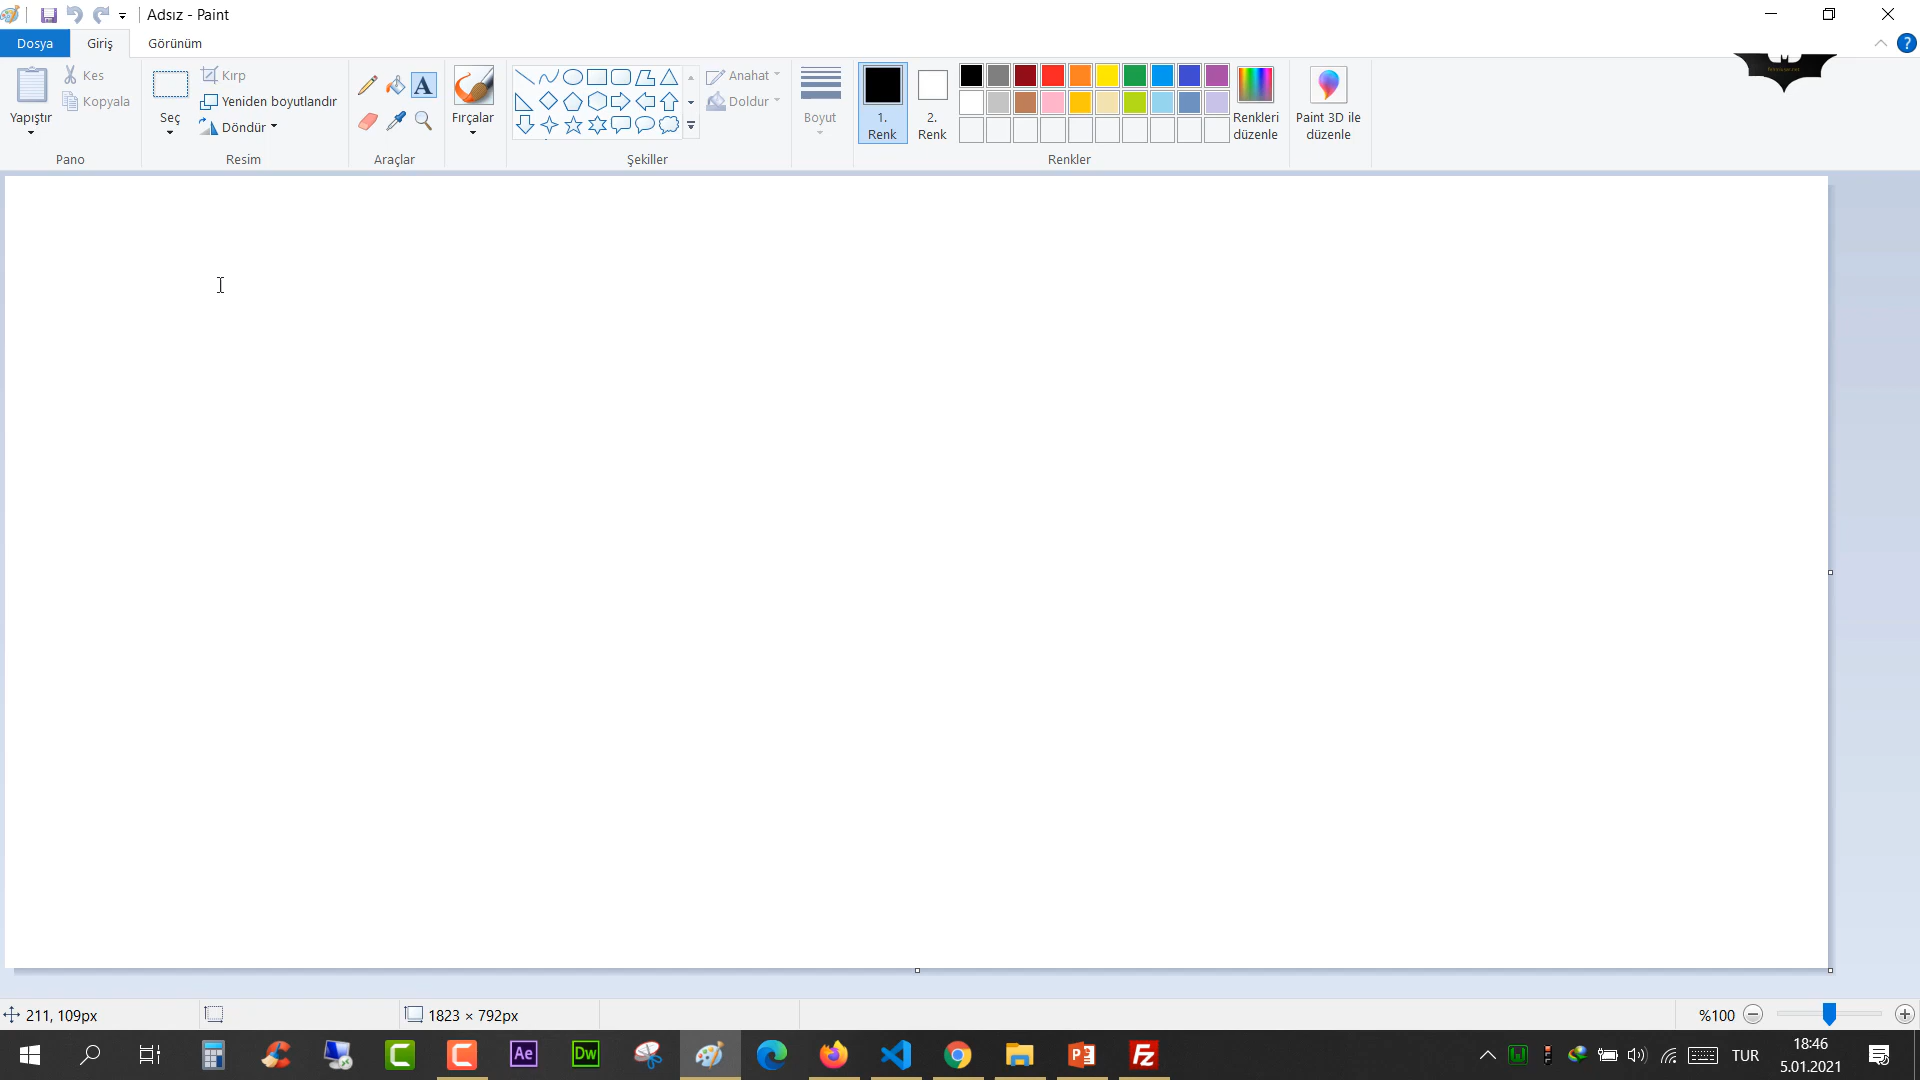 Adsız - Paint
Dosya Giriş Görünüm
Yapıştır
Kes
Kopyala
Pano
Seç
Kırp
Yeniden boyutlandır
Döndür
Resim
A
Araçlar
Fırçalar
Anahat
Doldur
Şekiller
Boyut
1.
Renk
2.
Renk
Renkleri
düzenle
Renkler
Paint 3D ile
düzenle
211, 109px
1823 × 792px
%100
Ae
Dw
TUR
18:46
5.01.2021